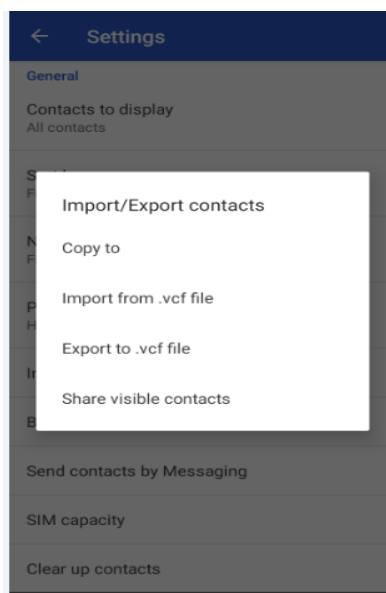 Settings
General
Contacts to display
All contacts
Import/Export contacts
Copy to
Import from .vcf file
Export to .vcf file
Share visible contacts
Send contacts by Messaging
SIM capacity
Clear up contacts